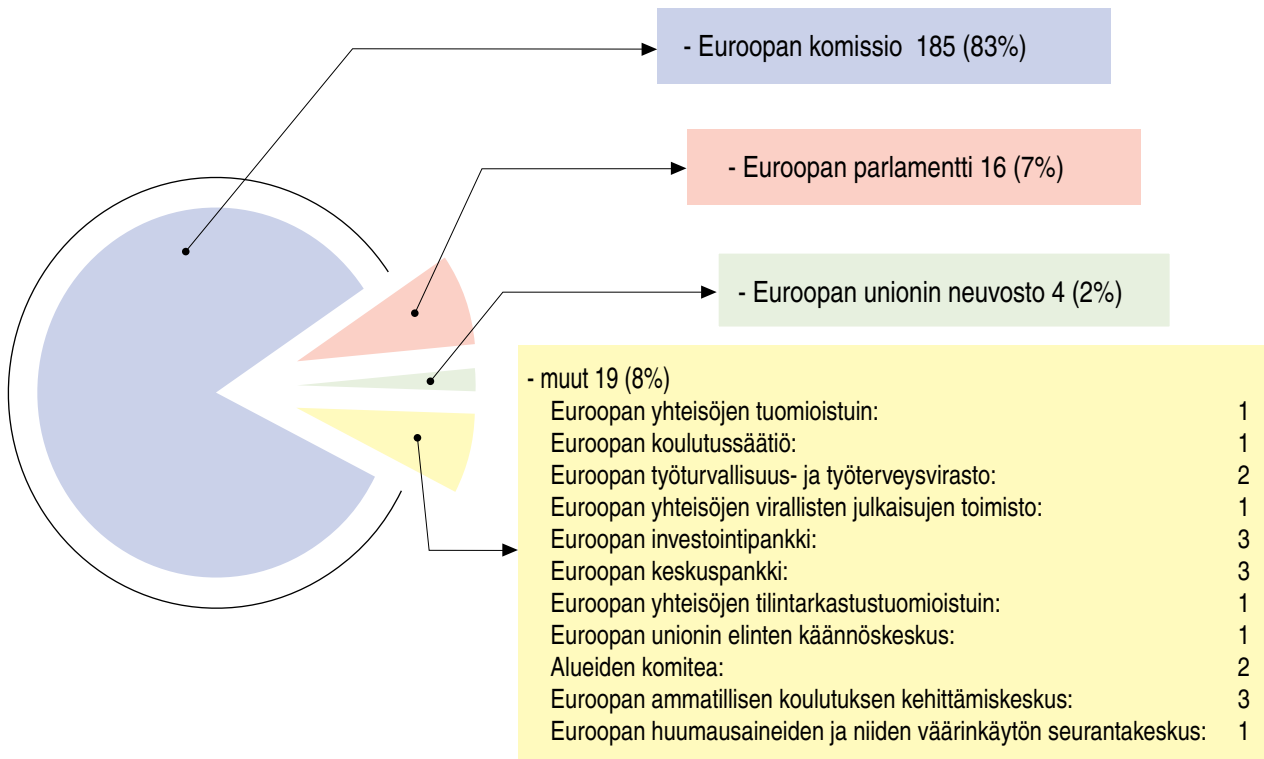 - Euroopan komissio 185 (83%)
- Euroopan parlamentti 16 (7%)
- Euroopan unionin neuvosto 4 (2%)
- muut 19 (8%)
Euroopan yhteisöjen tuomioistuin: 1
Euroopan koulutussäätiö: 1
Euroopan työturvallisuus- ja työterveysvirasto: 2
Euroopan yhteisöjen virallisten julkaisujen toimisto: 1
Euroopan investointipankki: 3
Euroopan keskuspankki: 3
Euroopan yhteisöjen tilintarkastustuomioistuin: 1
Euroopan unionin elinten käännöskeskus: 1
Alueiden komitea: 2
Euroopan ammatillisen koulutuksen kehittämiskeskus: 3
Euroopan huumausaineiden ja niiden väärinkäytön seurantakeskus: 1